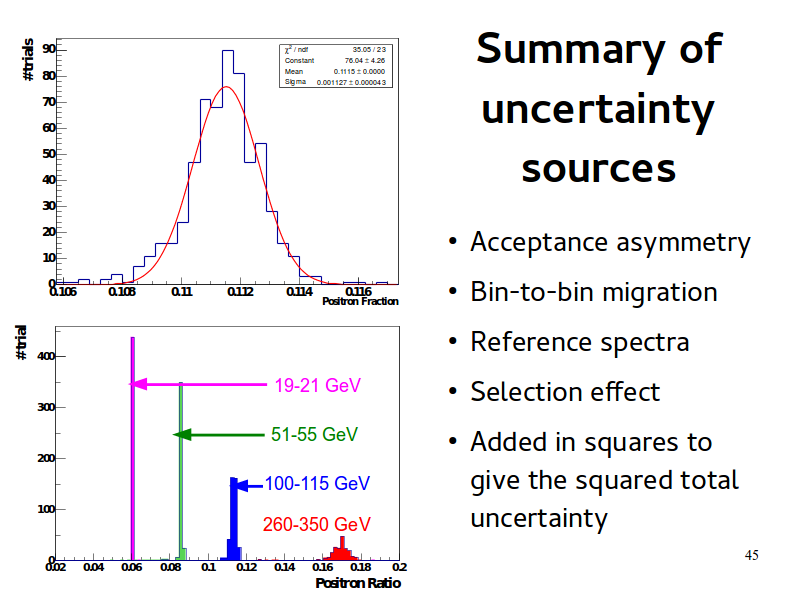 Summary of
uncertainty
sources
#trials
90
80
70
60
50
40
30
20
10
0
χ² / ndf 35.05 / 23
Constant 76.04 ± 4.26
Mean 0.1115 ± 0.0000
Sigma 0.001127 ± 0.000043
0.106 0.108 0.11 0.112 0.114 0.116
Positron Fraction
#trial
400
300
200
100
0
19-21 GeV
51-55 GeV
100-115 GeV
260-350 GeV
0.02 0.04 0.06 0.08 0.1 0.12 0.14 0.16 0.18 0.2
Positron Ratio
• Acceptance asymmetry
• Bin-to-bin migration
• Reference spectra
• Selection effect
• Added in squares to
give the squared total
uncertainty
45